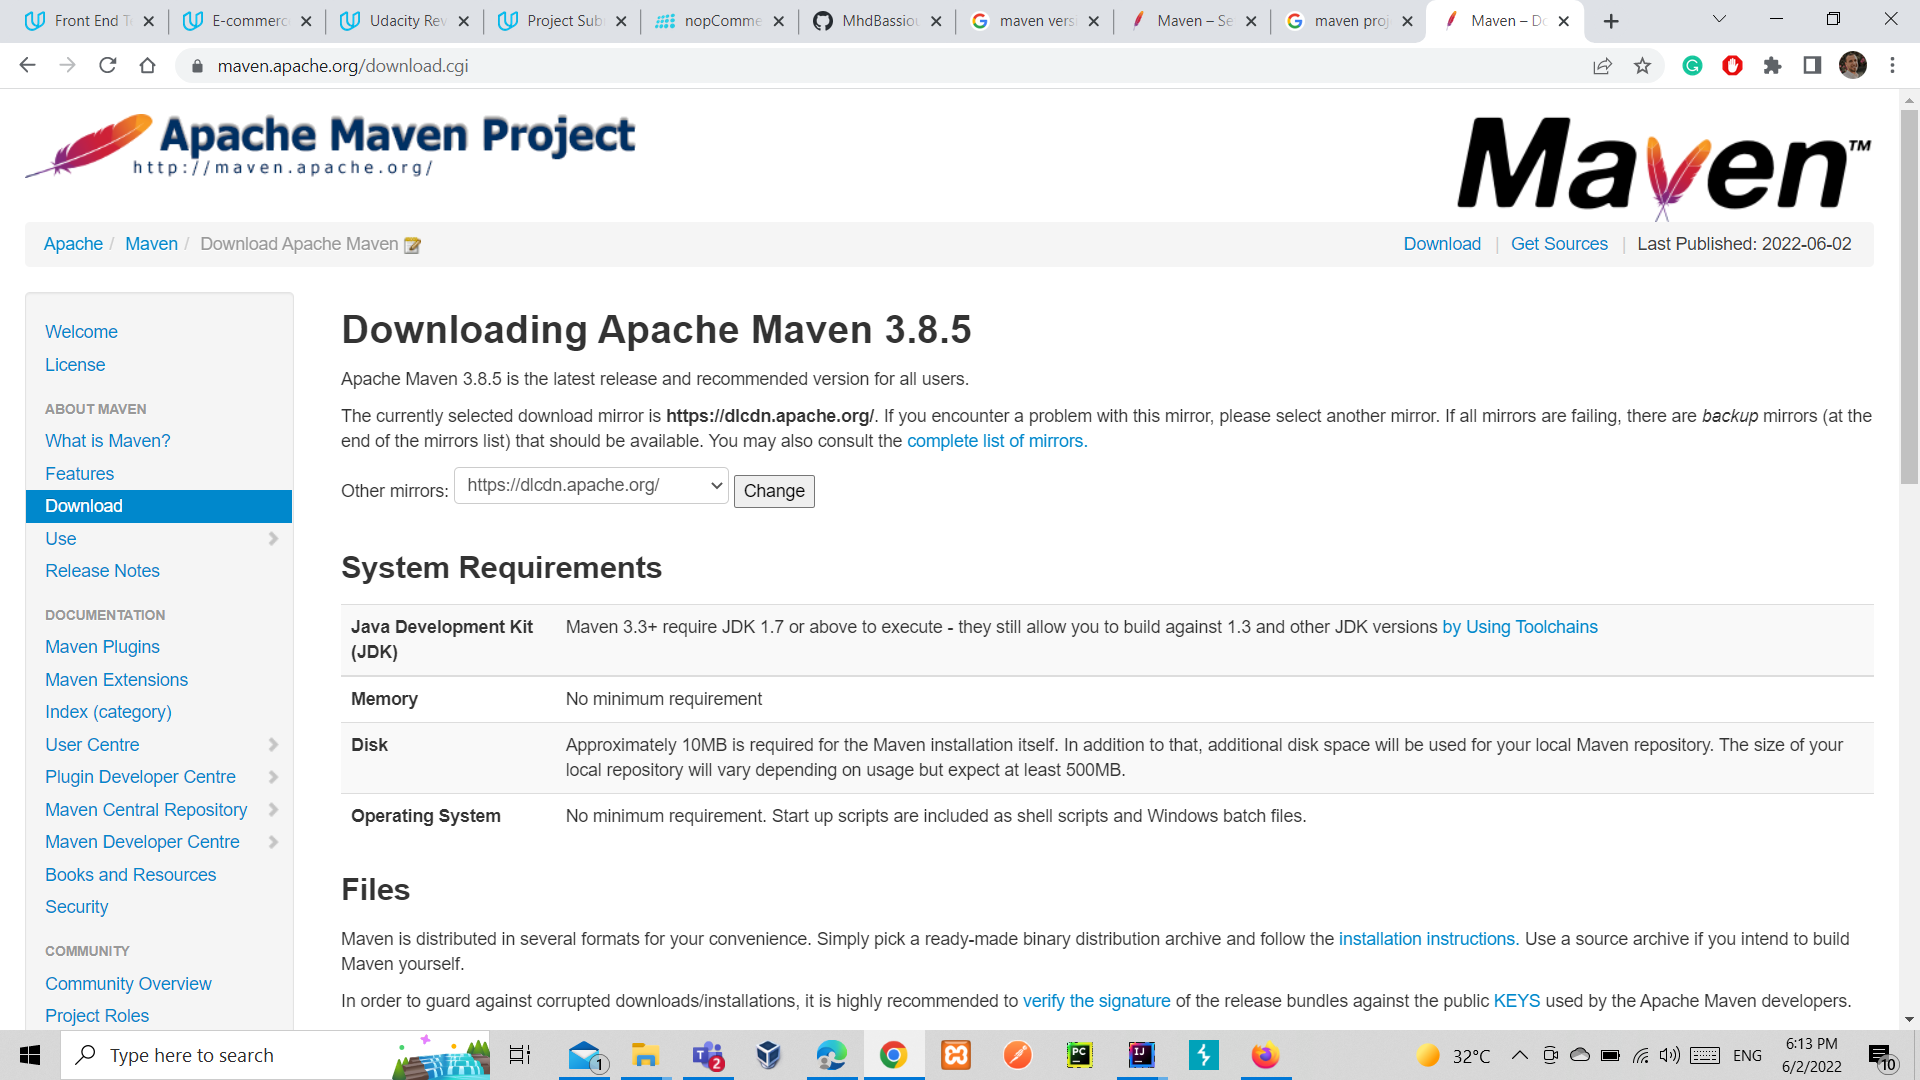 Front End T
E-commerc
Udacity Rev
Project Sub
nopComme
MhdBassiou
maven vers
Maven – Se
maven proj
Maven – Do
maven.apache.org/download.cgi
Apache Maven Project
http://maven.apache.org/
Maven™
Apache / Maven / Download Apache Maven
Download | Get Sources | Last Published: 2022-06-02
Welcome
License
ABOUT MAVEN
What is Maven?
Features
Download
Use
Release Notes
DOCUMENTATION
Maven Plugins
Maven Extensions
Index (category)
User Centre
Plugin Developer Centre
Maven Central Repository
Maven Developer Centre
Books and Resources
Security
COMMUNITY
Community Overview
Project Roles
Downloading Apache Maven 3.8.5
Apache Maven 3.8.5 is the latest release and recommended version for all users.
The currently selected download mirror is https://dlcdn.apache.org/. If you encounter a problem with this mirror, please select another mirror. If all mirrors are failing, there are backup mirrors (at the
end of the mirrors list) that should be available. You may also consult the complete list of mirrors.
Other mirrors: https://dlcdn.apache.org/ Change
System Requirements
Java Development Kit (JDK)
Maven 3.3+ require JDK 1.7 or above to execute - they still allow you to build against 1.3 and other JDK versions by Using Toolchains
Memory
No minimum requirement
Disk
Approximately 10MB is required for the Maven installation itself. In addition to that, additional disk space will be used for your local Maven repository. The size of your
local repository will vary depending on usage but expect at least 500MB.
Operating System
No minimum requirement. Start up scripts are included as shell scripts and Windows batch files.
Files
Maven is distributed in several formats for your convenience. Simply pick a ready-made binary distribution archive and follow the installation instructions. Use a source archive if you intend to build
Maven yourself.
In order to guard against corrupted downloads/installations, it is highly recommended to verify the signature of the release bundles against the public KEYS used by the Apache Maven developers.
Type here to search
1
2
PC
IJ
32°C
ENG
6:13 PM
6/2/2022
10